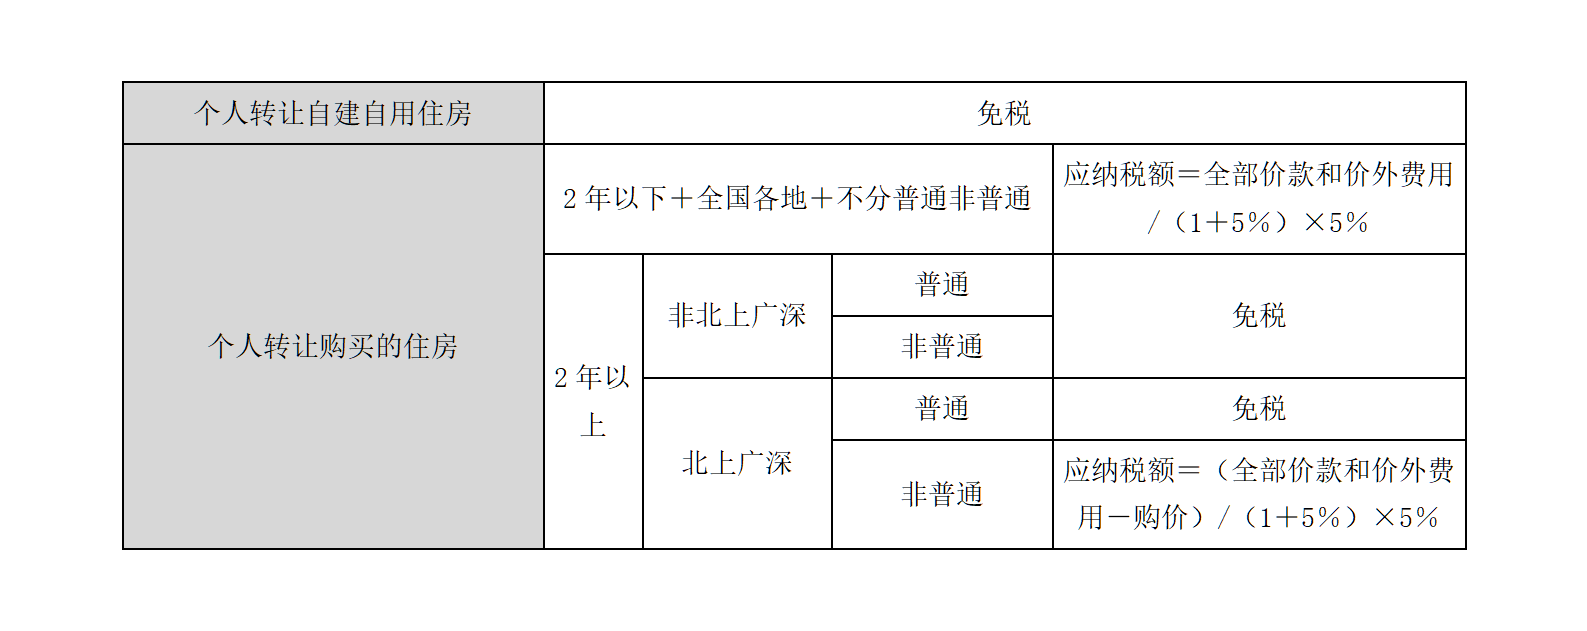 个人转让自建自用住房
免税
个人转让购买的住房
2 年以下＋全国各地＋不分普通非普通
应纳税额＝全部价款和价外费用
/（1＋5%）×5%
2 年以
上
非北上广深
普通
非普通
免税
北上广深
普通
免税
非普通
应纳税额＝（全部价款和价外费
用－购价）/（1＋5%）×5%